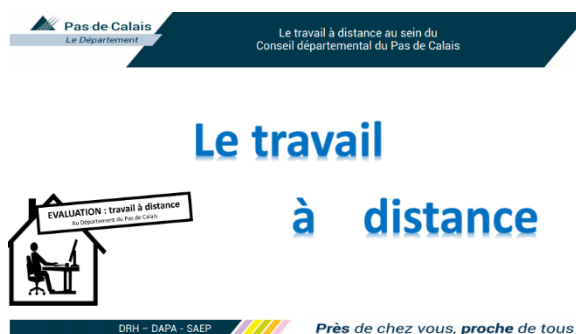 Pas de Calais
Le Département
Le travail à distance au sein du
Conseil départemental du Pas de Calais
Le travail
à distance
EVALUATION : travail à distance
Au Département du Pas de Calais
DRH – DAPA - SAEP
Près de chez vous, proche de tous